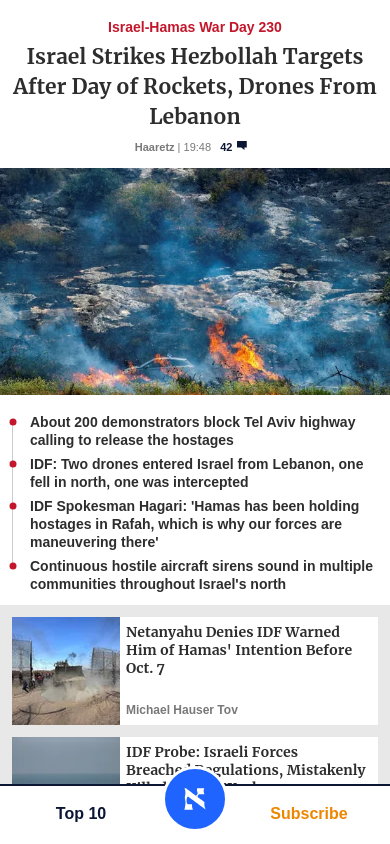 Israel-Hamas War Day 230
Israel Strikes Hezbollah Targets
After Day of Rockets, Drones From
Lebanon
Haaretz | 19:48 42
About 200 demonstrators block Tel Aviv highway
calling to release the hostages
IDF: Two drones entered Israel from Lebanon, one
fell in north, one was intercepted
IDF Spokesman Hagari: 'Hamas has been holding
hostages in Rafah, which is why our forces are
maneuvering there'
Continuous hostile aircraft sirens sound in multiple
communities throughout Israel's north
Netanyahu Denies IDF Warned
Him of Hamas' Intention Before
Oct. 7
Michael Hauser Tov
IDF Probe: Israeli Forces
Breached Regulations, Mistakenly
Top 10
Subscribe